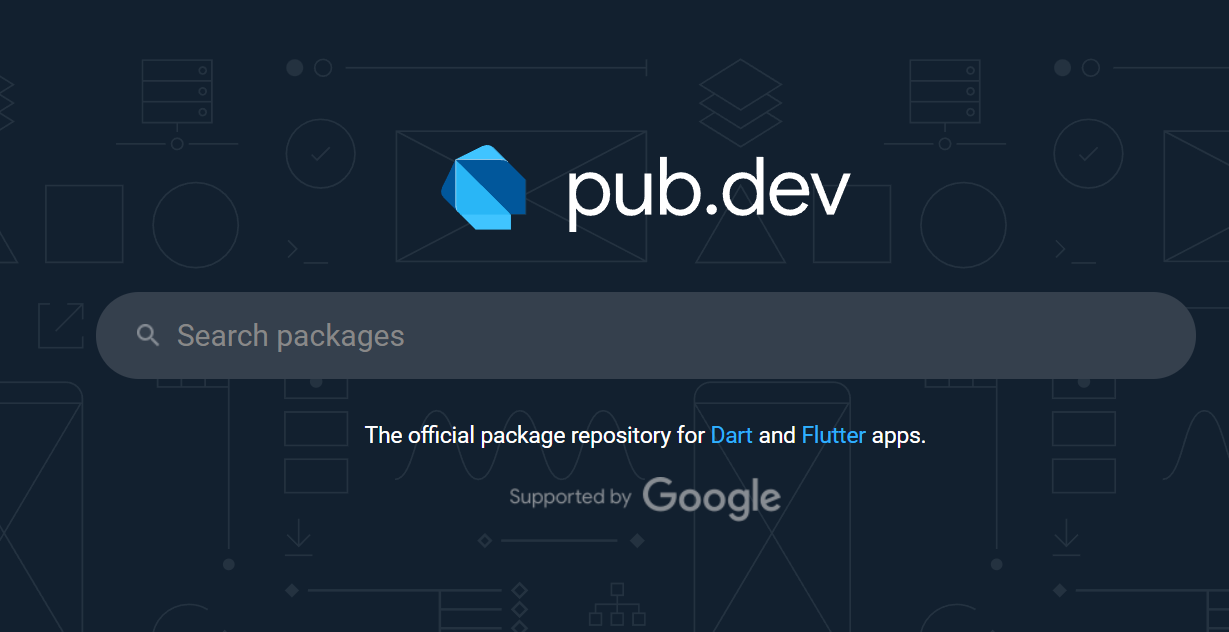 pub.dev
Search packages
The official package repository for Dart and Flutter apps.
Supported by Google